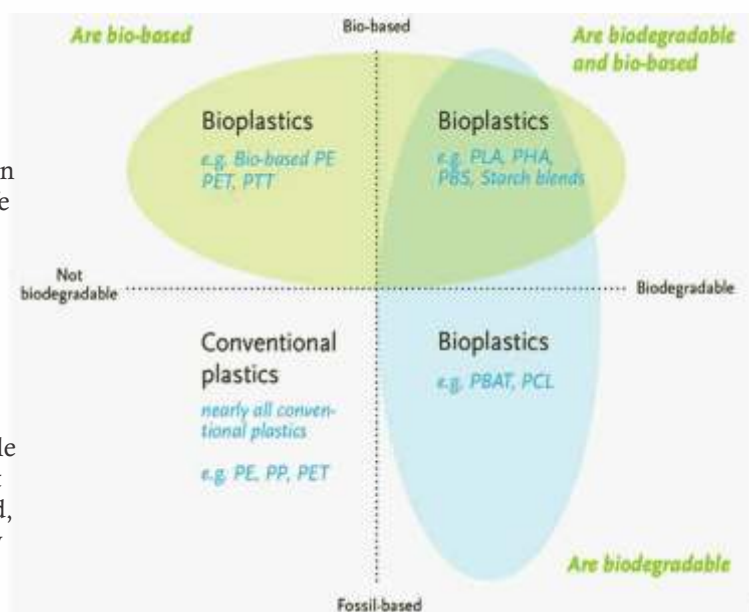 Are bio-based
Bio-based
Are biodegradable
and bio-based
Bioplastics
e.g. Bio-based PE
PET, PTT
Bioplastics
e.g. PLA, PHA,
PBS, Starch blends
Not
biodegradable
Biodegradable
Conventional
plastics
nearly all conven-
tional plastics
e.g. PE, PP, PET
Bioplastics
e.g. PBAT, PCL
Are biodegradable
Fossil-based